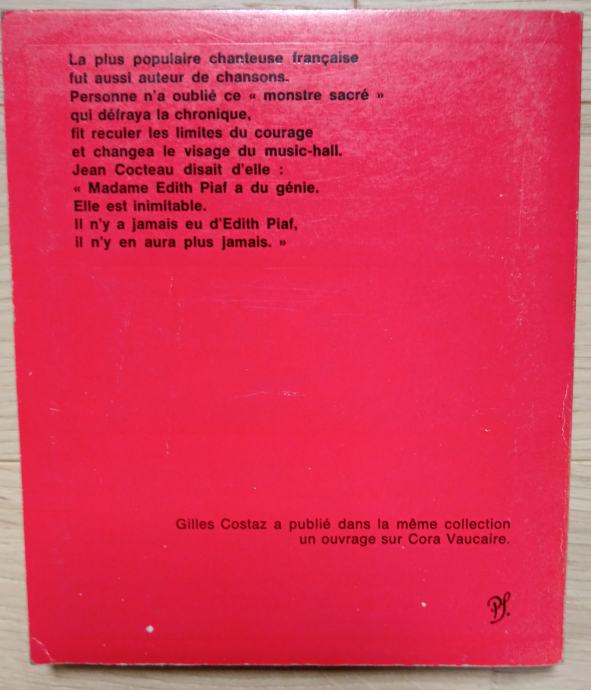 La plus populaire chanteuse française
fut aussi auteur de chansons.
Personne n'a oublié ce « monstre sacré »
qui défraya la chronique,
fit reculer les limites du courage
et changea le visage du music-hall.
Jean Cocteau disait d'elle :
« Madame Edith Piaf a du génie.
Elle est inimitable.
Il n'y a jamais eu d'Edith Piaf,
il n'y en aura plus jamais. »
Gilles Costaz a publié dans la même collection
un ouvrage sur Cora Vaucaire.